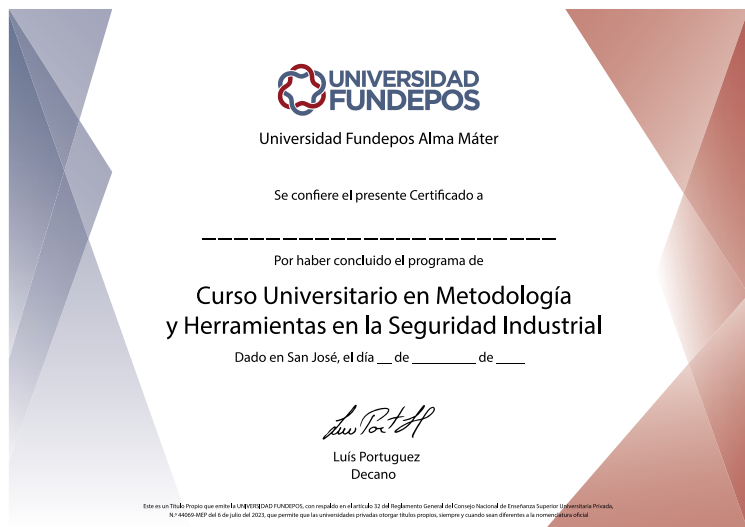 UNIVERSIDAD
FUNDEPOS
Universidad Fundepos Alma Máter
Se confiere el presente Certificado a
Por haber concluido el programa de
Curso Universitario en Metodología
y Herramientas en la Seguridad Industrial
Dado en San José, el día __ de ________ de ____
Luís Portuguez
Decano
Este es un Título Propio que emite la UNIVERSIDAD FUNDEPOS, con respaldo en el artículo 32 del Reglamento General del Consejo Nacional de Enseñanza Superior Universitaria Privada,
N.º 44069-MEP del 6 de julio del 2023, que permite que las universidades privadas otorgar títulos propios, siempre y cuando sean diferentes a la nomenclatura oficial